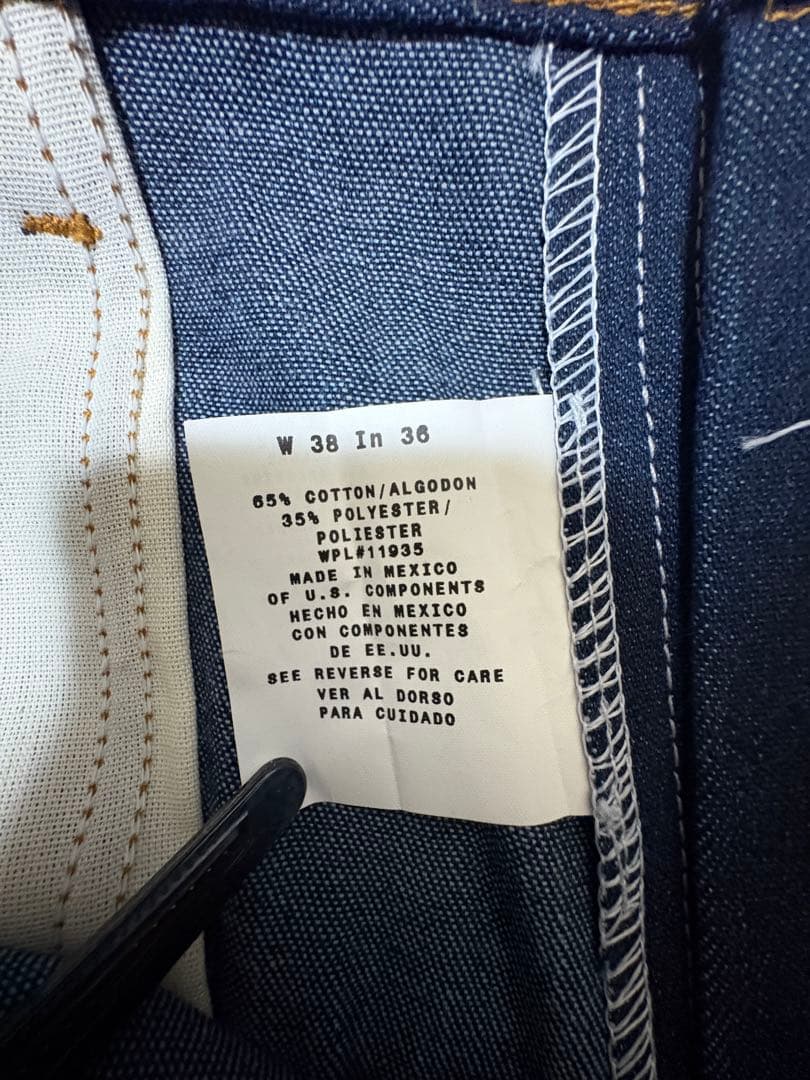 W 38 In 36
65% COTTON/ALGODON
35% POLYESTER/
POLIESTER
WPL#11935
MADE IN MEXICO
OF U.S. COMPONENTS
HECHO EN MEXICO
CON COMPONENTES
DE EE.UU.
SEE REVERSE FOR CARE
VER AL DORSO
PARA CUIDADO